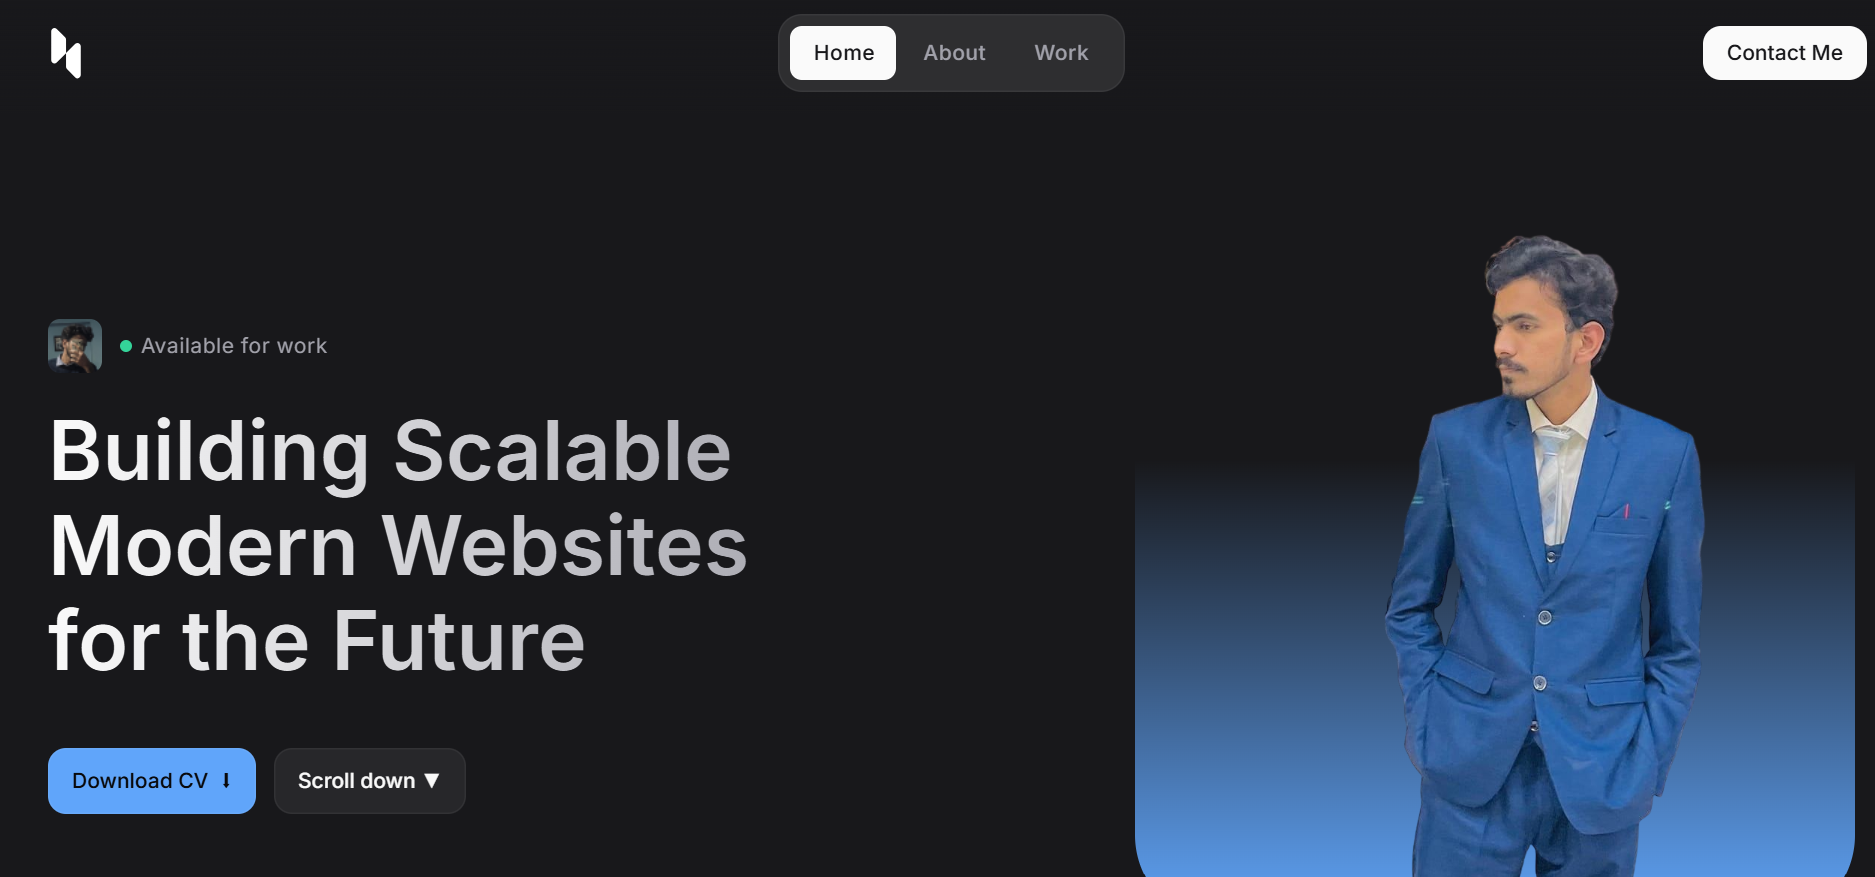 Home
About
Work
Contact Me
Available for work
Building Scalable
Modern Websites
for the Future
Download CV
Scroll down